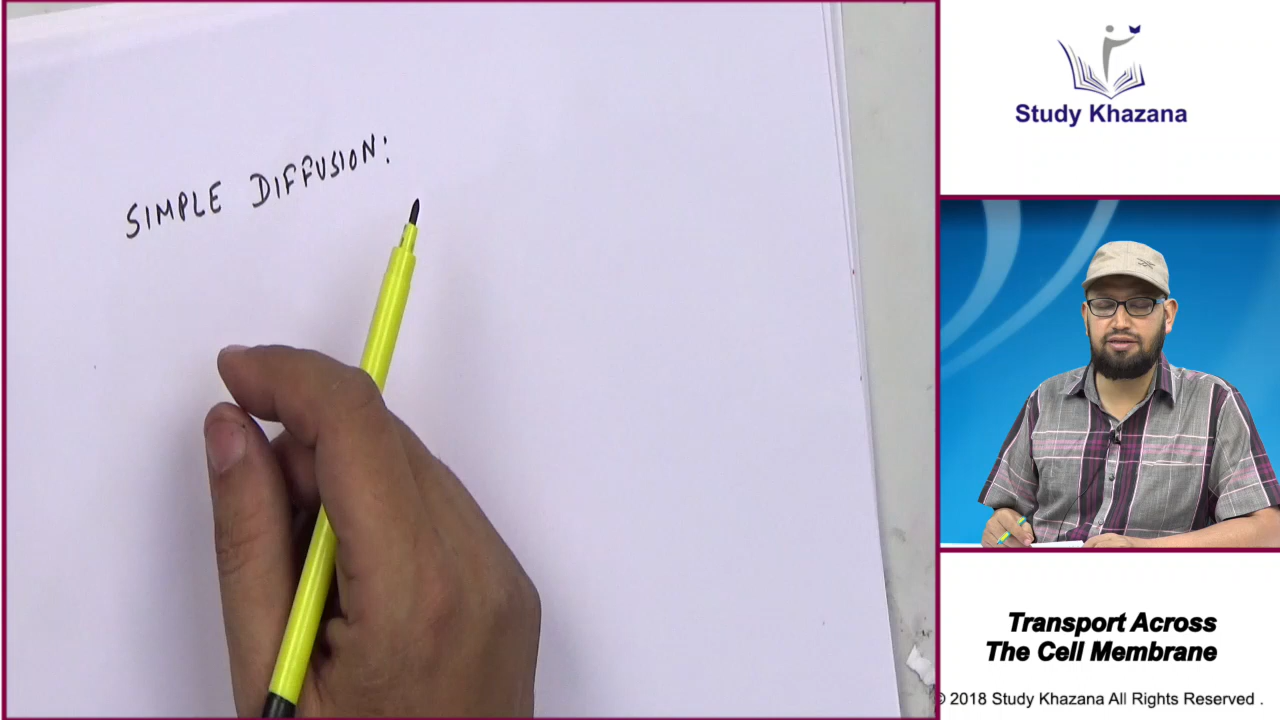 SIMPLE DIFFUSION:
Study Khazana
Transport Across
The Cell Membrane
© 2018 Study Khazana All Rights Reserved .